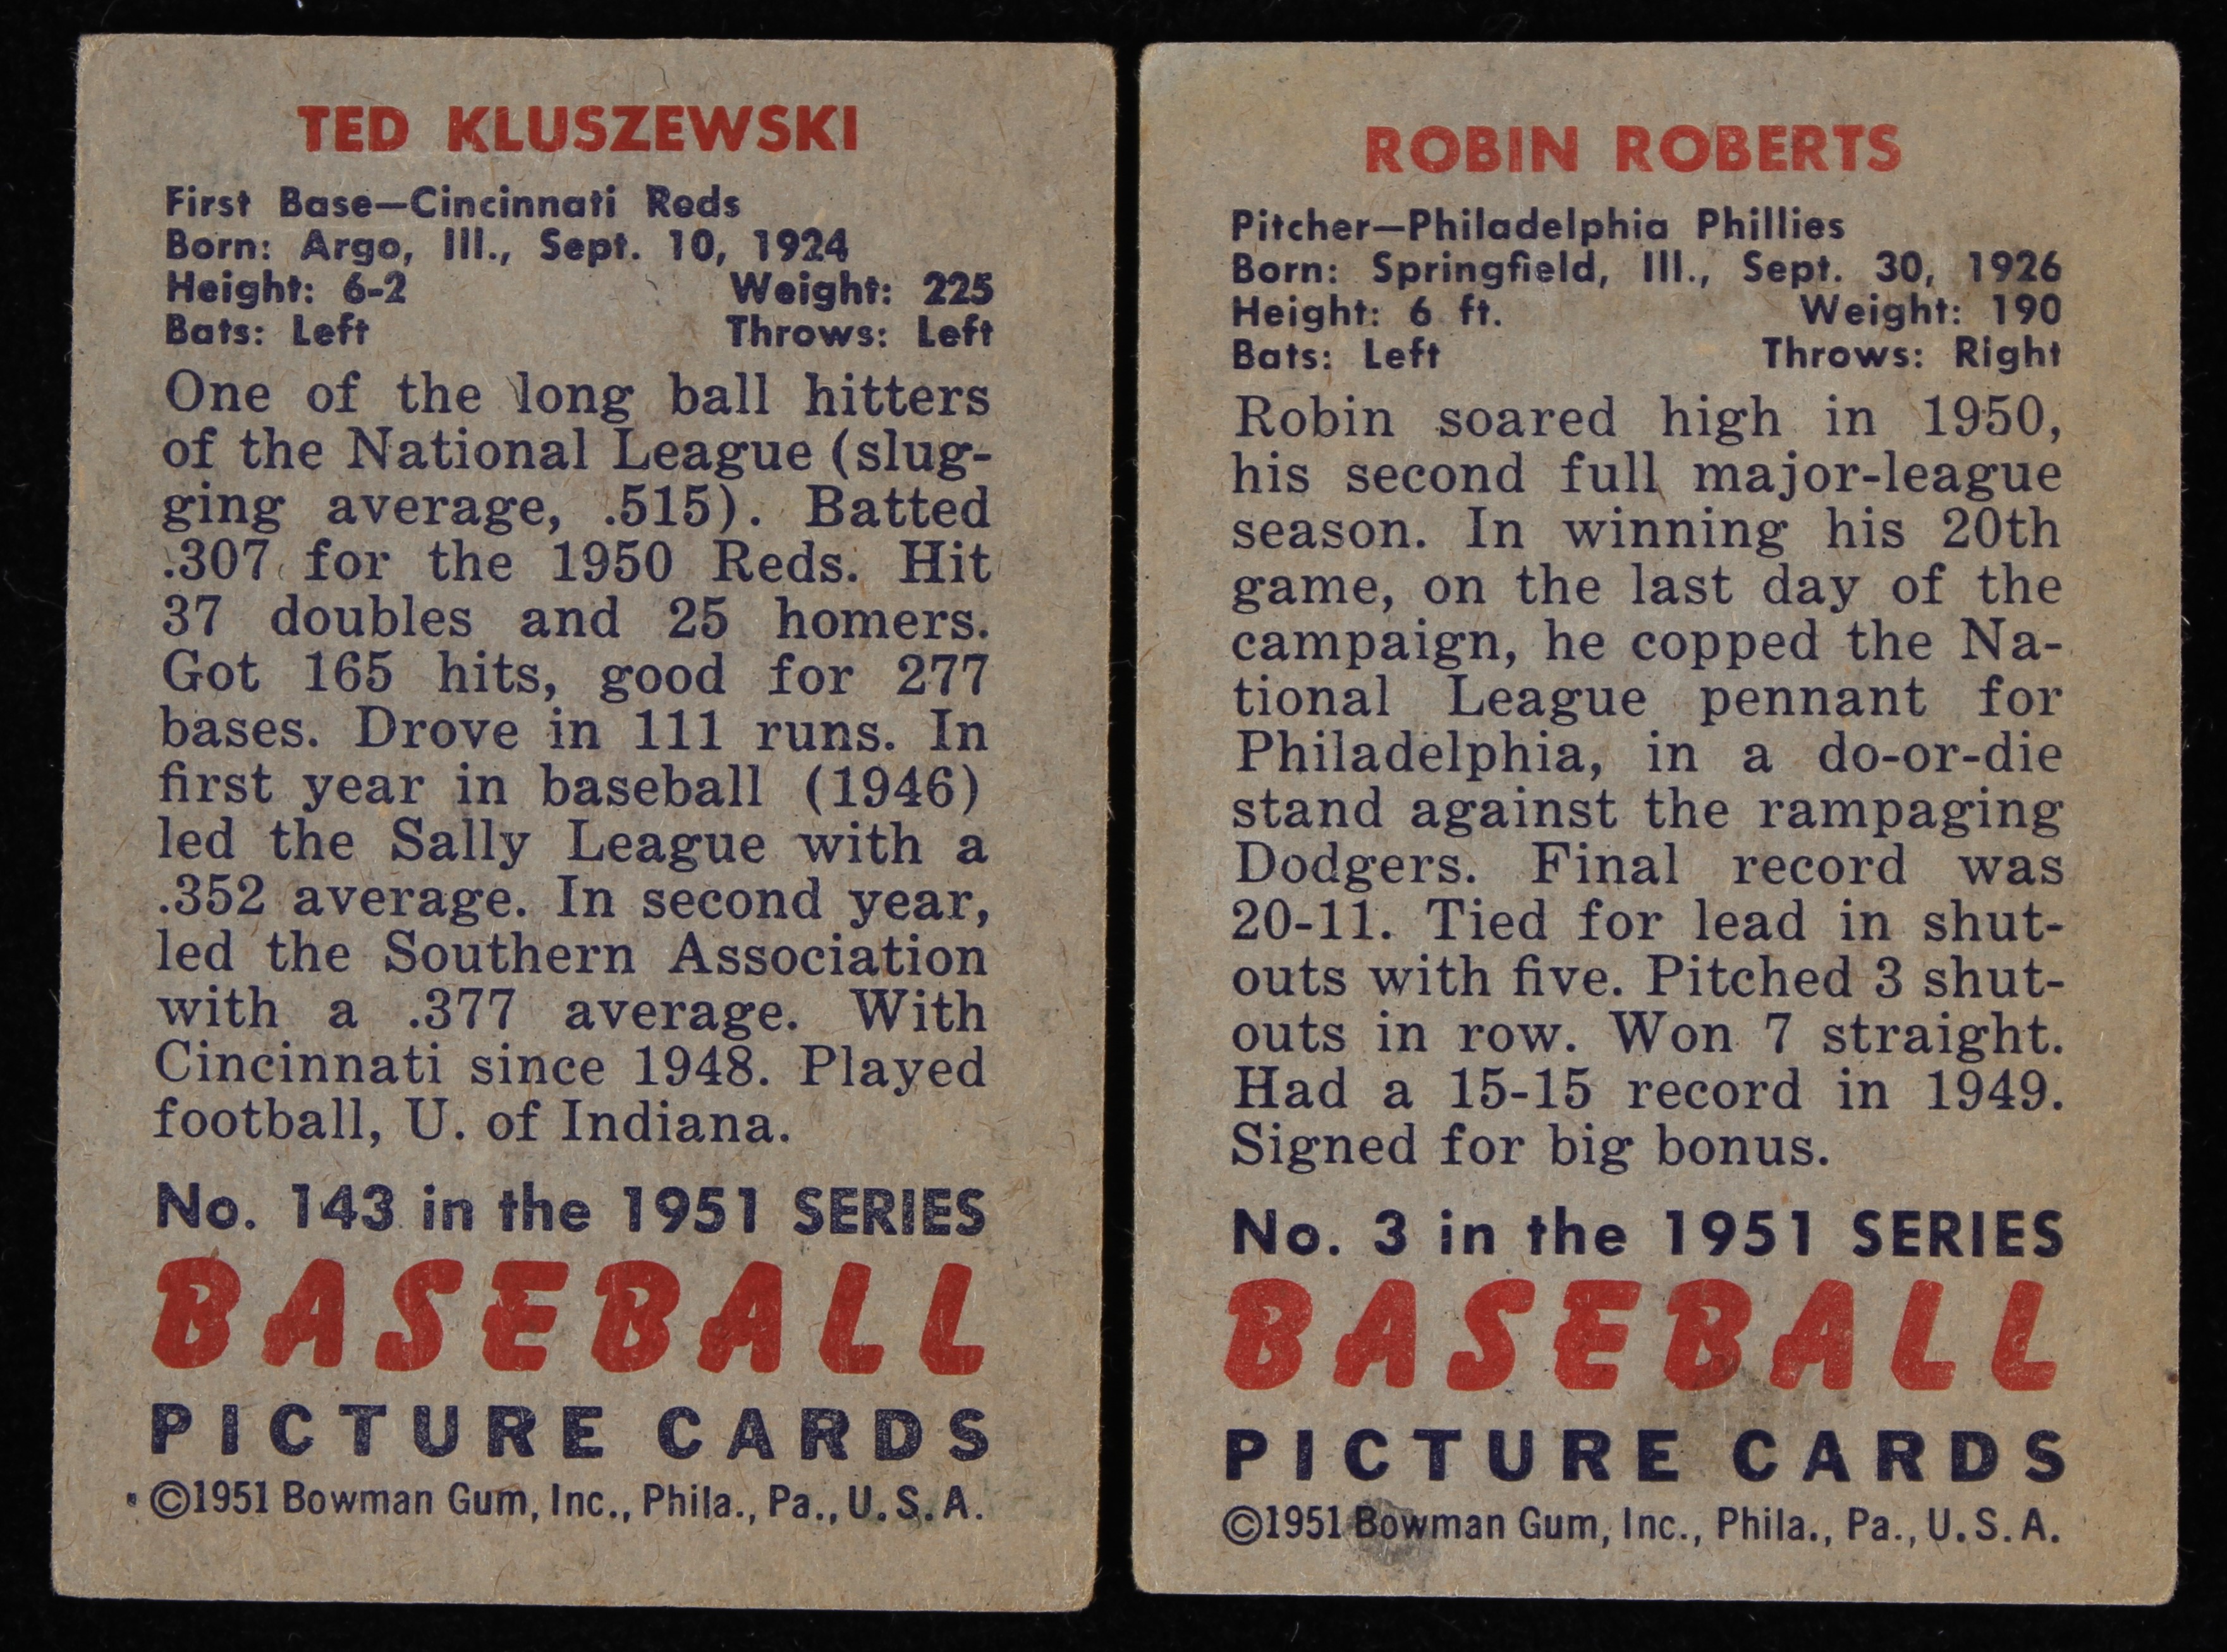 TED KLUSZEWSKI
First Base—Cincinnati Reds
Born: Argo, Ill., Sept. 10, 1924
Height: 6-2 Weight: 225
Bats: Left Throws: Left
One of the long ball hitters
of the National League (slug-
ging average, .515). Batted
.307 for the 1950 Reds. Hit
37 doubles and 25 homers.
Got 165 hits, good for 277
bases. Drove in 111 runs. In
first year in baseball (1946)
led the Sally League with a
.352 average. In second year,
led the Southern Association
with a .377 average. With
Cincinnati since 1948. Played
football, U. of Indiana.
No. 143 in the 1951 SERIES
BASEBALL
PICTURE CARDS
©1951 Bowman Gum, Inc., Phila., Pa., U.S.A.
ROBIN ROBERTS
Pitcher—Philadelphia Phillies
Born: Springfield, Ill., Sept. 30, 1926
Height: 6 ft. Weight: 190
Bats: Left Throws: Right
Robin soared high in 1950,
his second full major-league
season. In winning his 20th
game, on the last day of the
campaign, he copped the Na-
tional League pennant for
Philadelphia, in a do-or-die
stand against the rampaging
Dodgers. Final record was
20-11. Tied for lead in shut-
outs with five. Pitched 3 shut-
outs in row. Won 7 straight.
Had a 15-15 record in 1949.
Signed for big bonus.
No. 3 in the 1951 SERIES
BASEBALL
PICTURE CARDS
©1951 Bowman Gum, Inc., Phila., Pa., U.S.A.